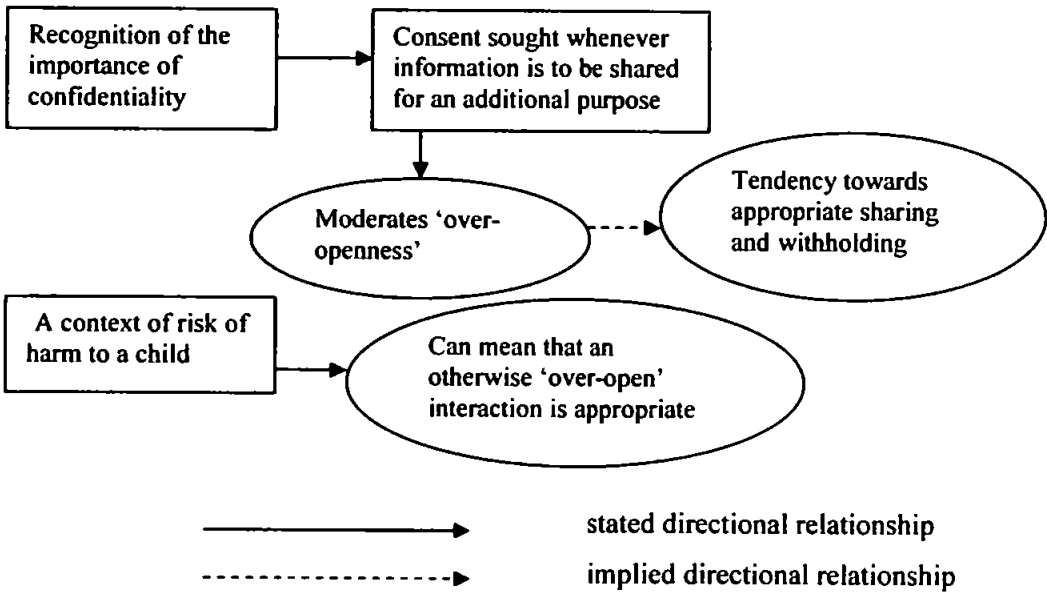 Recognition of the
importance of
confidentiality
Consent sought whenever
information is to be shared
for an additional purpose
Moderates ‘over-
openness’
Tendency towards
appropriate sharing
and withholding
A context of risk of
harm to a child
Can mean that an
otherwise ‘over-open’
interaction is appropriate
stated directional relationship
implied directional relationship